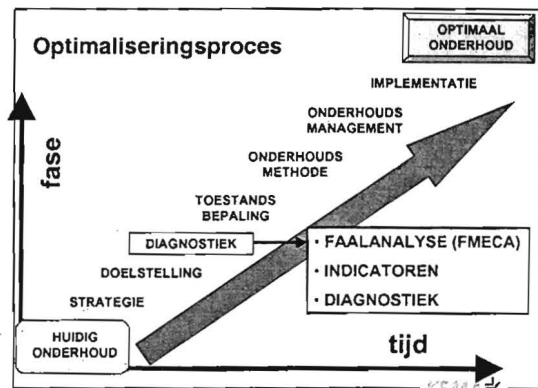 OPTIMAAL
ONDERHOUD
Optimaliseringsproces
IMPLEMENTATIE
ONDERHOUDS
MANAGEMENT
ONDERHOUDS
METHODE
TOESTANDS
BEPALING
DIAGNOSTIEK
· FAALANALYSE (FMECA)
· INDICATOREN
· DIAGNOSTIEK
DOELSTELLING
STRATEGIE
HUIDIG
ONDERHOUD
fase
tijd